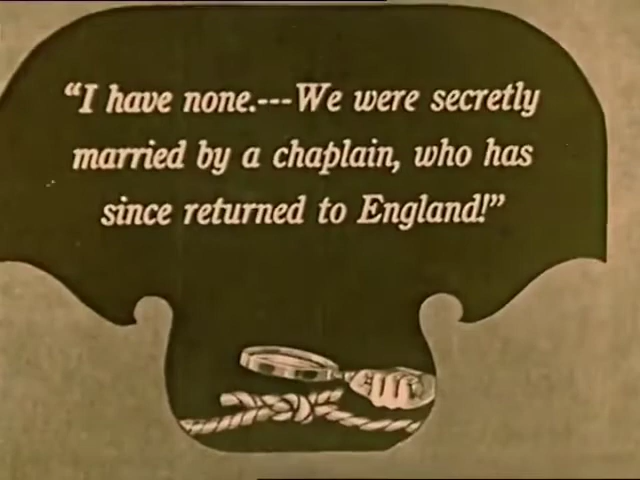 “I have none.---We were secretly
married by a chaplain, who has
since returned to England!”